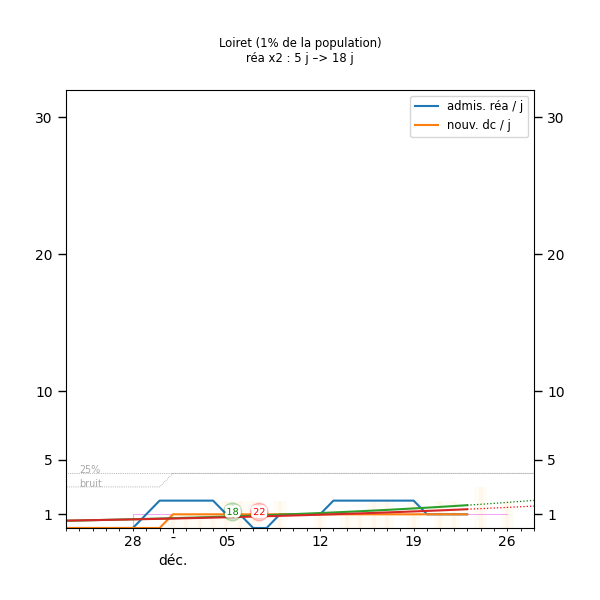 Loiret (1% de la population)
réa x2 : 5 j –> 18 j
admis. réa / j
nouv. dc / j
30 30
20 20
10 10
5 5
25%
bruit
1 18 22 1
28 - 05 12 19 26
déc.